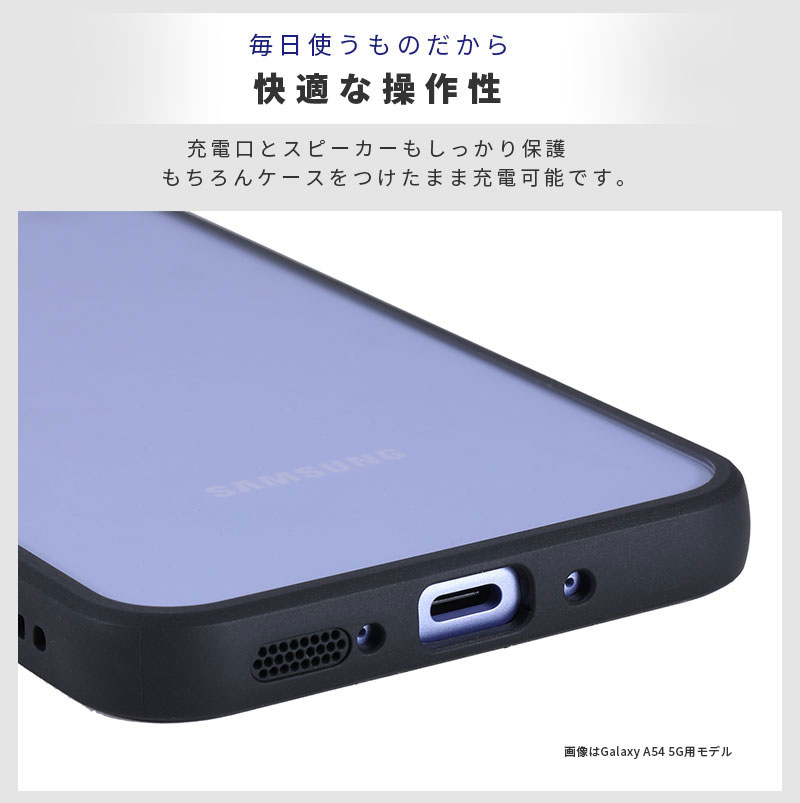 毎日使うものだから
快適な操作性
充電口とスピーカーもしっかり保護
もちろんケースをつけたまま充電可能です。
SAMSUNG
画像はGalaxy A54 5G用モデル